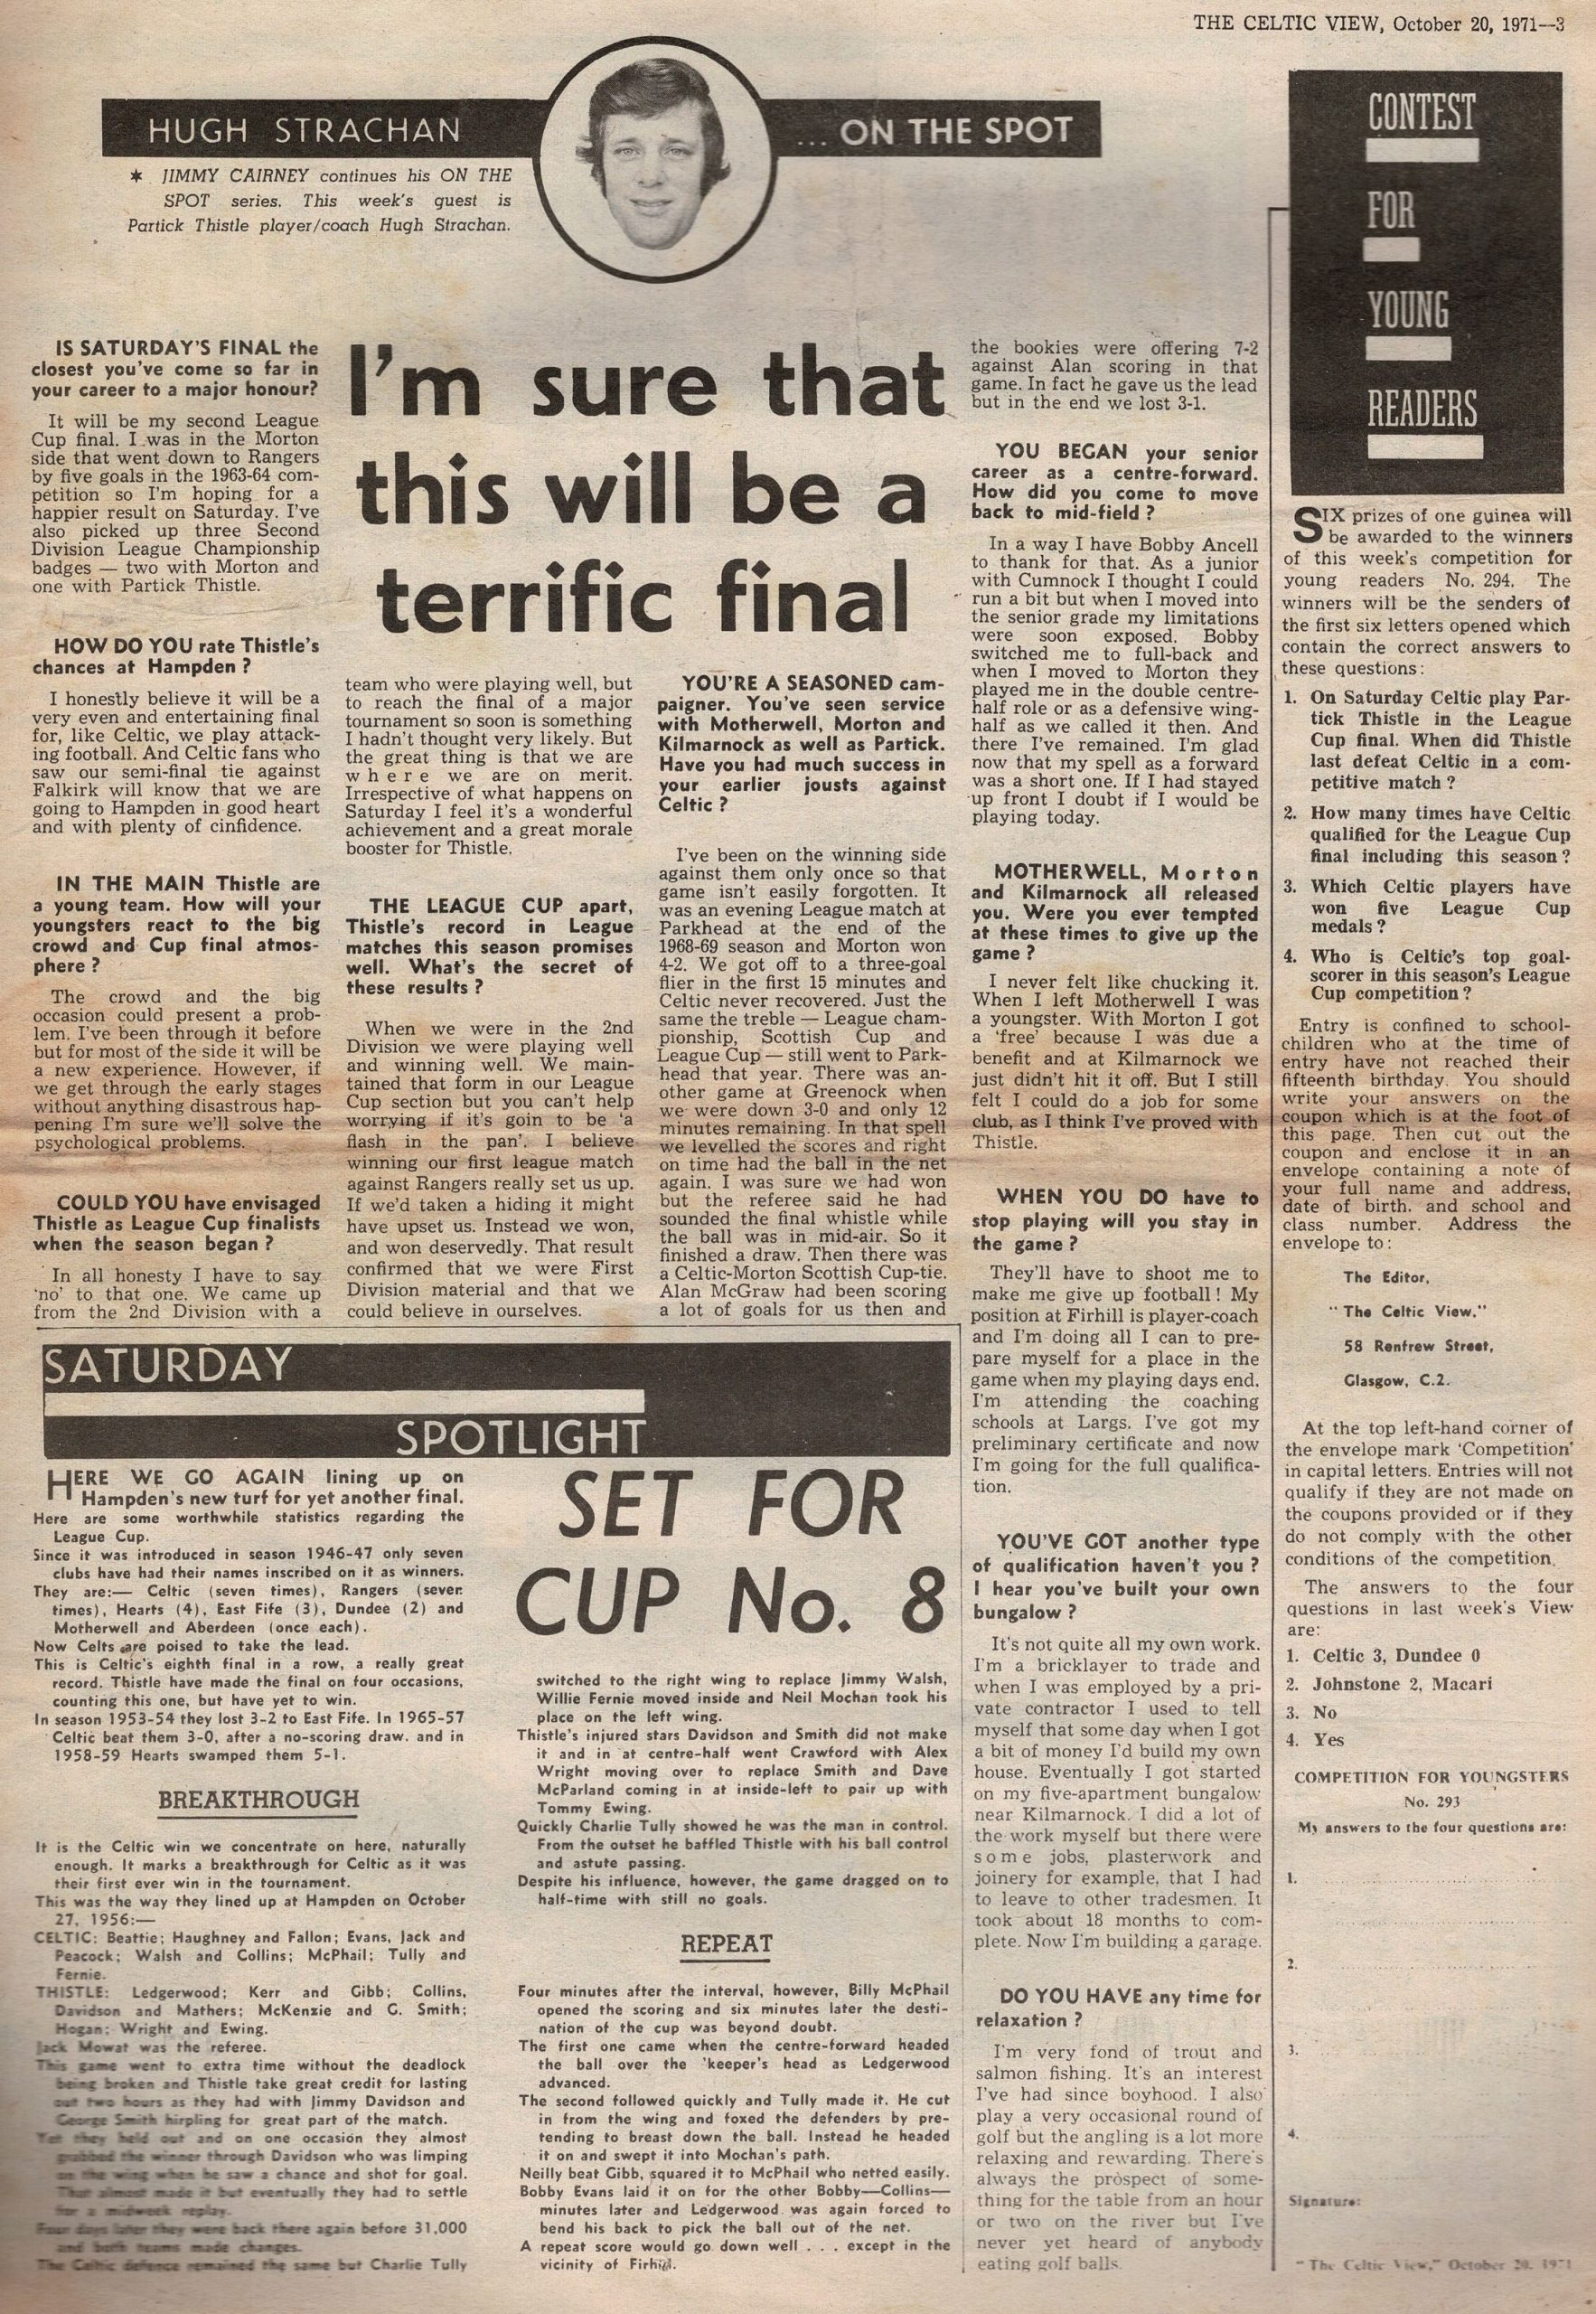 THE CELTIC VIEW, October 20, 1971--3
HUGH STRACHAN
... ON THE SPOT
* JIMMY CAIRNEY continues his ON THE
SPOT series. This week's guest is
Partick Thistle player/coach Hugh Strachan.
I'm sure that
this will be a
terrific final
IS SATURDAY'S FINAL the
closest you've come so far in
your career to a major honour?
It will be my second League
Cup final. I was in the Morton
side that went down to Rangers
by five goals in the 1963-64 com-
petition so I'm hoping for a
happier result on Saturday. I've
also picked up three Second
Division League Championship
badges — two with Morton and
one with Partick Thistle.
HOW DO YOU rate Thistle's
chances at Hampden ?
I honestly believe it will be a
very even and entertaining final
for, like Celtic, we play attack-
ing football. And Celtic fans who
saw our semi-final tie against
Falkirk will know that we are
going to Hampden in good heart
and with plenty of cinfidence.
IN THE MAIN Thistle are
a young team. How will your
youngsters react to the big
crowd and Cup final atmos-
phere ?
The crowd and the big
occasion could present a prob-
lem. I've been through it before
but for most of the side it will be
a new experience. However, if
we get through the early stages
without anything disastrous hap-
pening I'm sure we'll solve the
psychological problems.
COULD YOU have envisaged
Thistle as League Cup finalists
when the season began ?
In all honesty I have to say
'no' to that one. We came up
from the 2nd Division with a
team who were playing well, but
to reach the final of a major
tournament so soon is something
I hadn't thought very likely. But
the great thing is that we are
where we are on merit.
Irrespective of what happens on
Saturday I feel it's a wonderful
achievement and a great morale
booster for Thistle.
THE LEAGUE CUP apart,
Thistle's record in League
matches this season promises
well. What's the secret of
these results ?
When we were in the 2nd
Division we were playing well
and winning well. We main-
tained that form in our League
Cup section but you can't help
worrying if it's goin to be 'a
flash in the pan'. I believe
winning our first league match
against Rangers really set us up.
If we'd taken a hiding it might
have upset us. Instead we won,
and won deservedly. That result
confirmed that we were First
Division material and that we
could believe in ourselves.
YOU'RE A SEASONED cam-
paigner. You've seen service
with Motherwell, Morton and
Kilmarnock as well as Partick.
Have you had much success in
your earlier jousts against
Celtic ?
I've been on the winning side
against them only once so that
game isn't easily forgotten. It
was an evening League match at
Parkhead at the end of the
1968-69 season and Morton won
4-2. We got off to a three-goal
flier in the first 15 minutes and
Celtic never recovered. Just the
same the treble — League cham-
pionship, Scottish Cup and
League Cup — still went to Park-
head that year. There was an-
other game at Greenock when
we were down 3-0 and only 12
minutes remaining. In that spell
we levelled the scores and right
on time had the ball in the net
again. I was sure we had won
but the referee said he had
sounded the final whistle while
the ball was in mid-air. So it
finished a draw. Then there was
a Celtic-Morton Scottish Cup-tie.
Alan McGraw had been scoring
a lot of goals for us then and
the bookies were offering 7-2
against Alan scoring in that
game. In fact he gave us the lead
but in the end we lost 3-1.
YOU BEGAN your senior
career as a centre-forward.
How did you come to move
back to mid-field ?
In a way I have Bobby Ancell
to thank for that. As a junior
with Cumnock I thought I could
run a bit but when I moved into
the senior grade my limitations
were soon exposed. Bobby
switched me to full-back and
when I moved to Morton they
played me in the double centre-
half role or as a defensive wing-
half as we called it then. And
there I've remained. I'm glad
now that my spell as a forward
was a short one. If I had stayed
up front I doubt if I would be
playing today.
MOTHERWELL, Morton
and Kilmarnock all released
you. Were you ever tempted
at these times to give up the
game ?
I never felt like chucking it.
When I left Motherwell I was
a youngster. With Morton I got
a 'free' because I was due a
benefit and at Kilmarnock we
just didn't hit it off. But I still
felt I could do a job for some
club, as I think I've proved with
Thistle.
WHEN YOU DO have to
stop playing will you stay in
the game ?
They'll have to shoot me to
make me give up football! My
position at Firhill is player-coach
and I'm doing all I can to pre-
pare myself for a place in the
game when my playing days end.
I'm attending the coaching
schools at Largs. I've got my
preliminary certificate and now
I'm going for the full qualifica-
tion.
YOU'VE GOT another type
of qualification haven't you ?
I hear you've built your own
bungalow ?
It's not quite all my own work.
I'm a bricklayer to trade and
when I was employed by a pri-
vate contractor I used to tell
myself that some day when I got
a bit of money I'd build my own
house. Eventually I got started
on my five-apartment bungalow
near Kilmarnock. I did a lot of
the work myself but there were
some jobs, plasterwork and
joinery for example, that I had
to leave to other tradesmen. It
took about 18 months to com-
plete. Now I'm building a garage.
DO YOU HAVE any time for
relaxation ?
I'm very fond of trout and
salmon fishing. It's an interest
I've had since boyhood. I also
play a very occasional round of
golf but the angling is a lot more
relaxing and rewarding. There's
always the prospect of some-
thing for the table from an hour
or two on the river but I've
never yet heard of anybody
eating golf balls.
SATURDAY
SPOTLIGHT
SET FOR
CUP No. 8
HERE WE GO AGAIN lining up on
Hampden's new turf for yet another final.
Here are some worthwhile statistics regarding the
League Cup.
Since it was introduced in season 1946-47 only seven
clubs have had their names inscribed on it as winners.
They are:— Celtic (seven times), Rangers (seven
times), Hearts (4), East Fife (3), Dundee (2) and
Motherwell and Aberdeen (once each).
Now Celts are poised to take the lead.
This is Celtic's eighth final in a row, a really great
record. Thistle have made the final on four occasions,
counting this one, but have yet to win.
In season 1953-54 they lost 3-2 to East Fife. In 1965-57
Celtic beat them 3-0, after a no-scoring draw. and in
1958-59 Hearts swamped them 5-1.
BREAKTHROUGH
It is the Celtic win we concentrate on here, naturally
enough. It marks a breakthrough for Celtic as it was
their first ever win in the tournament.
This was the way they lined up at Hampden on October
27, 1956:—
CELTIC: Beattie; Haughney and Fallon; Evans, Jack and
Peacock; Walsh and Collins; McPhail; Tully and
Fernie.
THISTLE: Ledgerwood; Kerr and Gibb; Collins,
Davidson and Mathers; McKenzie and G. Smith;
Hogan; Wright and Ewing.
Jack Mowat was the referee.
This game went to extra time without the deadlock
being broken and Thistle take great credit for lasting
out two hours as they had with Jimmy Davidson and
George Smith hirpling for great part of the match.
Yet they held out and on one occasion they almost
grabbed the winner through Davidson who was limping
on the wing when he saw a chance and shot for goal.
That almost made it but eventually they had to settle
for a midweek replay.
Four days later they were back there again before 31,000
and both teams made changes.
The Celtic defence remained the same but Charlie Tully
switched to the right wing to replace Jimmy Walsh,
Willie Fernie moved inside and Neil Mochan took his
place on the left wing.
Thistle's injured stars Davidson and Smith did not make
it and in at centre-half went Crawford with Alex
Wright moving over to replace Smith and Dave
McParland coming in at inside-left to pair up with
Tommy Ewing.
Quickly Charlie Tully showed he was the man in control.
From the outset he baffled Thistle with his ball control
and astute passing.
Despite his influence, however, the game dragged on to
half-time with still no goals.
REPEAT
Four minutes after the interval, however, Billy McPhail
opened the scoring and six minutes later the desti-
nation of the cup was beyond doubt.
The first one came when the centre-forward headed
the ball over the 'keeper's head as Ledgerwood
advanced.
The second followed quickly and Tully made it. He cut
in from the wing and foxed the defenders by pre-
tending to breast down the ball. Instead he headed
it on and swept it into Mochan's path.
Neilly beat Gibb, squared it to McPhail who netted easily.
Bobby Evans laid it on for the other Bobby—Collins—
minutes later and Ledgerwood was again forced to
bend his back to pick the ball out of the net.
A repeat score would go down well . . . except in the
vicinity of Firhill.
CONTEST
FOR
YOUNG
READERS
SIX prizes of one guinea will
be awarded to the winners
of this week's competition for
young readers No. 294. The
winners will be the senders of
the first six letters opened which
contain the correct answers to
these questions:
1. On Saturday Celtic play Par-
tick Thistle in the League
Cup final. When did Thistle
last defeat Celtic in a com-
petitive match ?
2. How many times have Celtic
qualified for the League Cup
final including this season ?
3. Which Celtic players have
won five League Cup
medals ?
4. Who is Celtic's top goal-
scorer in this season's League
Cup competition ?
Entry is confined to school-
children who at the time of
entry have not reached their
fifteenth birthday. You should
write your answers on the
coupon which is at the foot of
this page. Then cut out the
coupon and enclose it in an
envelope containing a note of
your full name and address,
date of birth. and school and
class number. Address the
envelope to:
The Editor,
"The Celtic View,"
58 Renfrew Street,
Glasgow, C.2.
At the top left-hand corner of
the envelope mark 'Competition'
in capital letters. Entries will not
qualify if they are not made on
the coupons provided or if they
do not comply with the other
conditions of the competition.
The answers to the four
questions in last week's View
are:
1. Celtic 3, Dundee 0
2. Johnstone 2, Macari
3. No
4. Yes
COMPETITION FOR YOUNGSTERS
No. 293
My answers to the four questions are:
1.
2.
3.
4.
Signature:
"The Celtic View," October 20, 1971